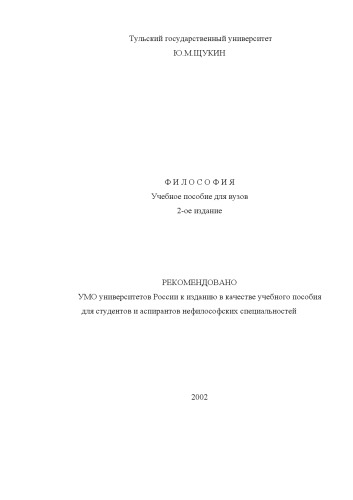 Тульский государственный университет
Ю.М.ЩУКИН
Ф И Л О С О Ф И Я
Учебное пособие для вузов
2-ое издание
РЕКОМЕНДОВАНО
УМО университетов России к изданию в качестве учебного пособия
для студентов и аспирантов нефилософских специальностей
2002